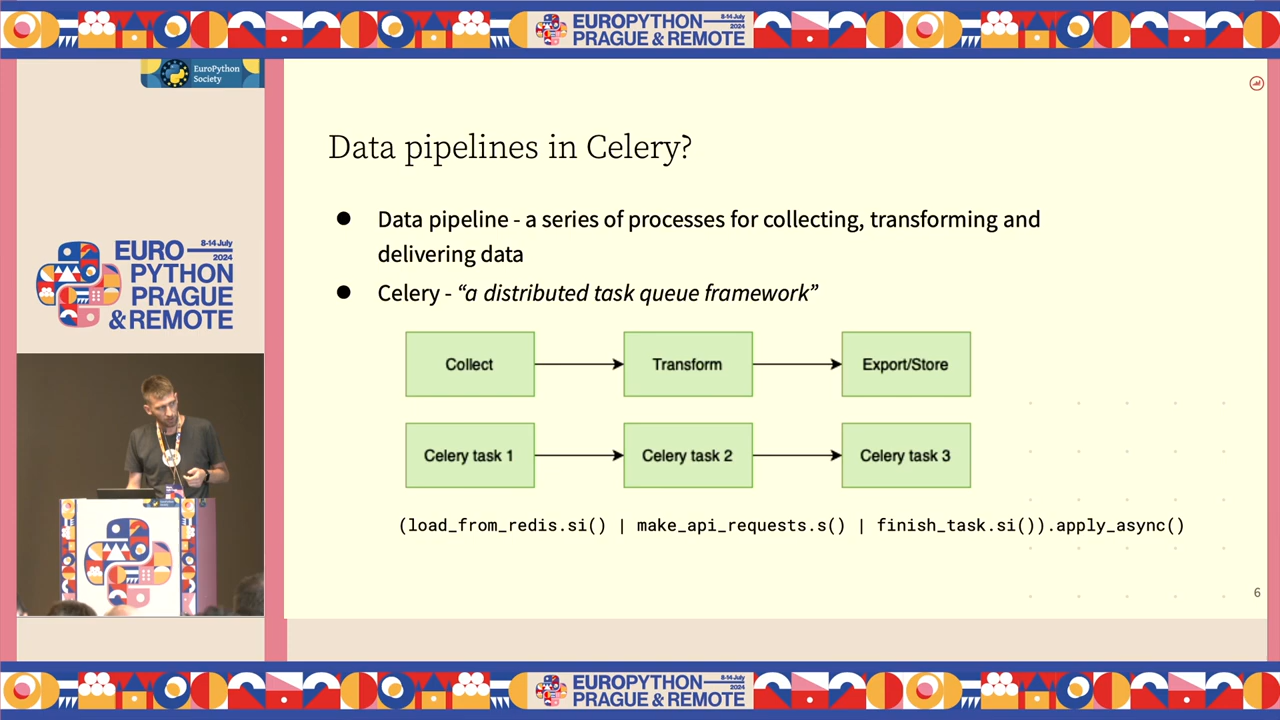 EUROPYTHON
8-14 July
2024
PRAGUE & REMOTE
EuroPython
Society
EURO
8-14 July
2024
PYTHON
PRAGUE
& REMOTE
Data pipelines in Celery?
● Data pipeline - a series of processes for collecting, transforming and
delivering data
● Celery - “a distributed task queue framework”
Collect
Transform
Export/Store
Celery task 1
Celery task 2
Celery task 3
(load_from_redis.si() | make_api_requests.s() | finish_task.si()).apply_async()
6
EUROPYTHON
8-14 July
2024
PRAGUE & REMOTE